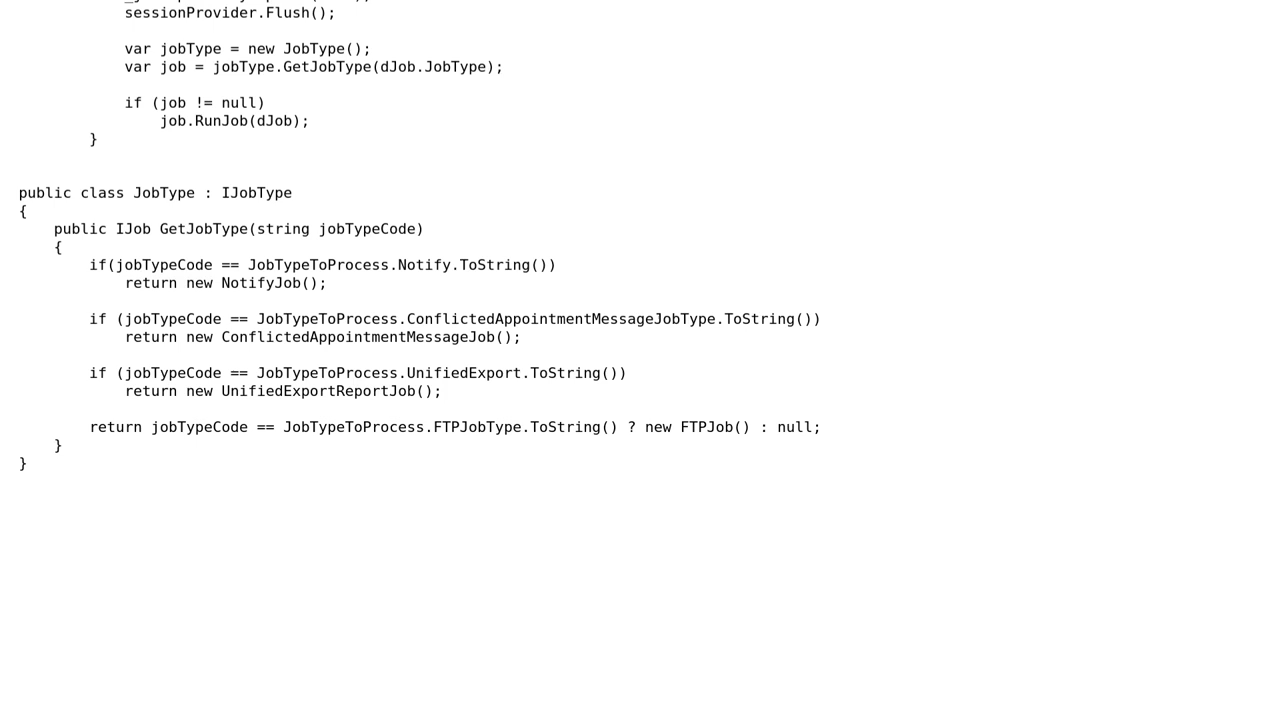 sessionProvider.Flush();
var jobType = new JobType();
var job = jobType.GetJobType(dJob.JobType);
if (job != null)
job.RunJob(dJob);
}
public class JobType : IJobType
{
public IJob GetJobType(string jobTypeCode)
{
if(jobTypeCode == JobTypeToProcess.Notify.ToString())
return new NotifyJob();
if (jobTypeCode == JobTypeToProcess.ConflictedAppointmentMessageJobType.ToString())
return new ConflictedAppointmentMessageJob();
if (jobTypeCode == JobTypeToProcess.UnifiedExport.ToString())
return new UnifiedExportReportJob();
return jobTypeCode == JobTypeToProcess.FTPJobType.ToString() ? new FTPJob() : null;
}
}